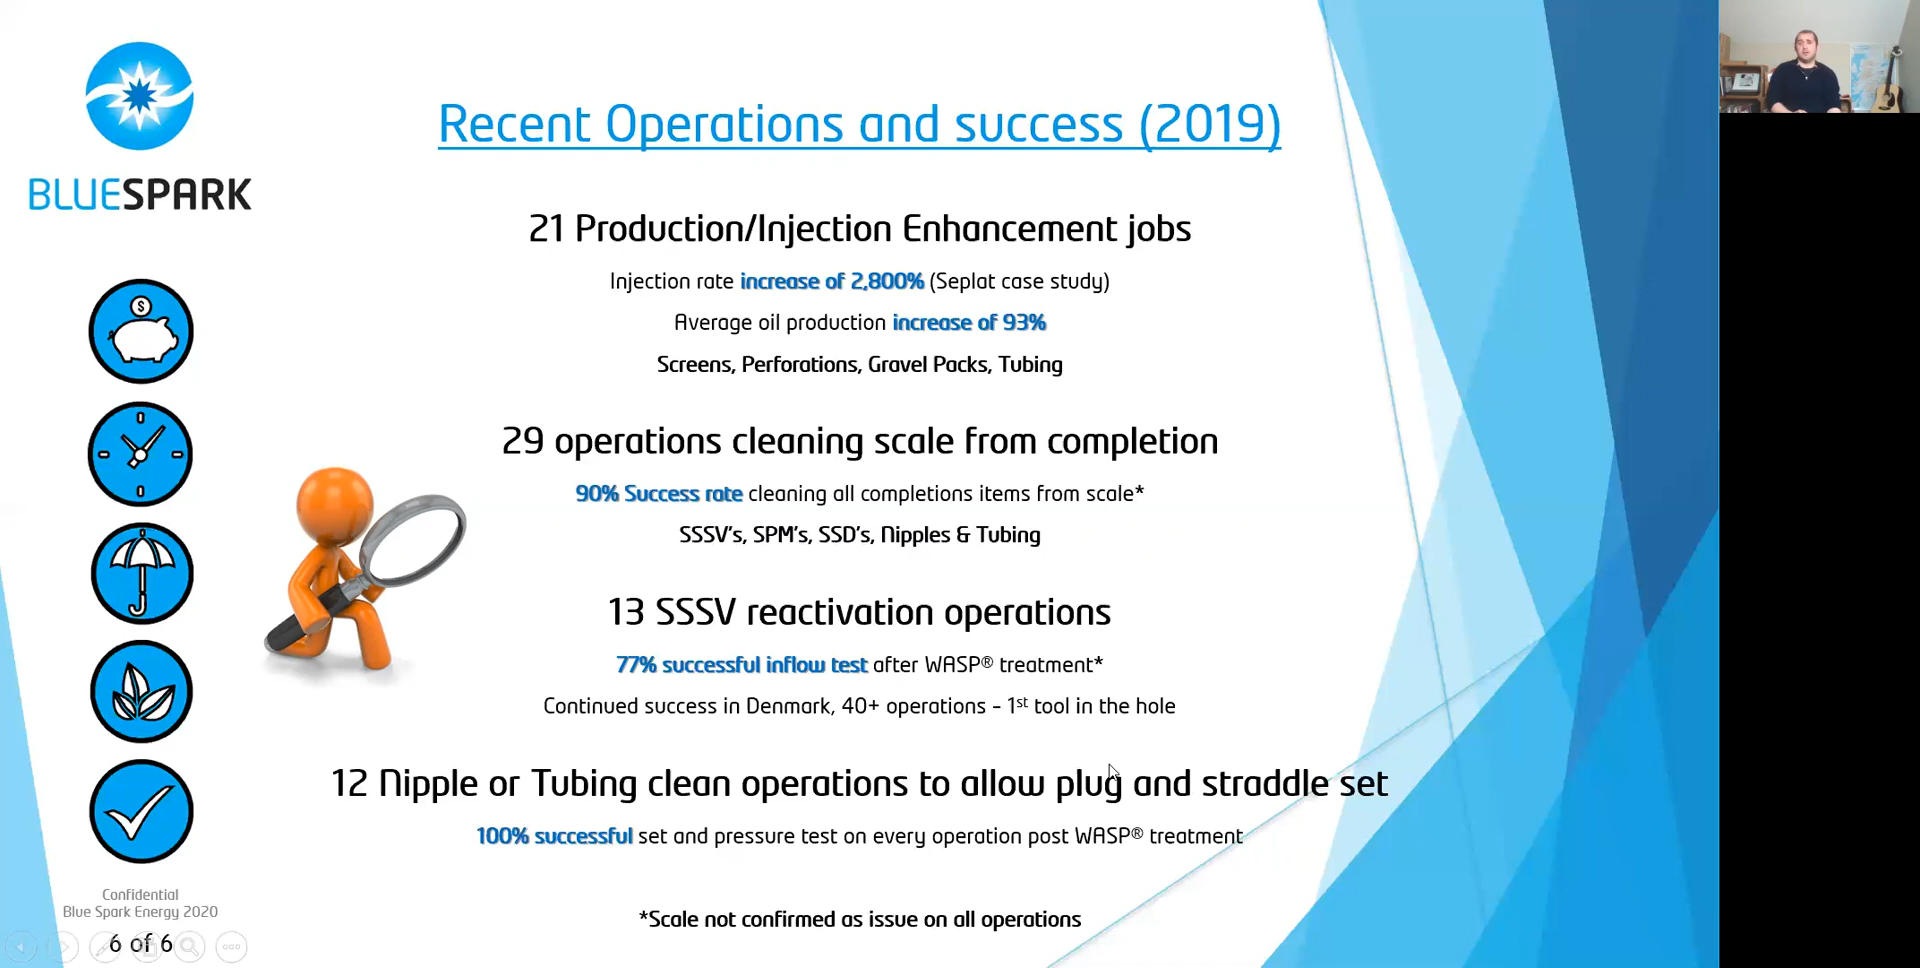 BLUESPARK
Recent Operations and success (2019)
21 Production/Injection Enhancement jobs
Injection rate increase of 2,800% (Seplat case study)
Average oil production increase of 93%
Screens, Perforations, Gravel Packs, Tubing
29 operations cleaning scale from completion
90% Success rate cleaning all completions items from scale*
SSSV's, SPM's, SSD's, Nipples & Tubing
13 SSSV reactivation operations
77% successful inflow test after WASP® treatment*
Continued success in Denmark, 40+ operations - 1st tool in the hole
12 Nipple or Tubing clean operations to allow plug and straddle set
100% successful set and pressure test on every operation post WASP® treatment
*Scale not confirmed as issue on all operations
$
Confidential
Blue Spark Energy 2020
6 of 6